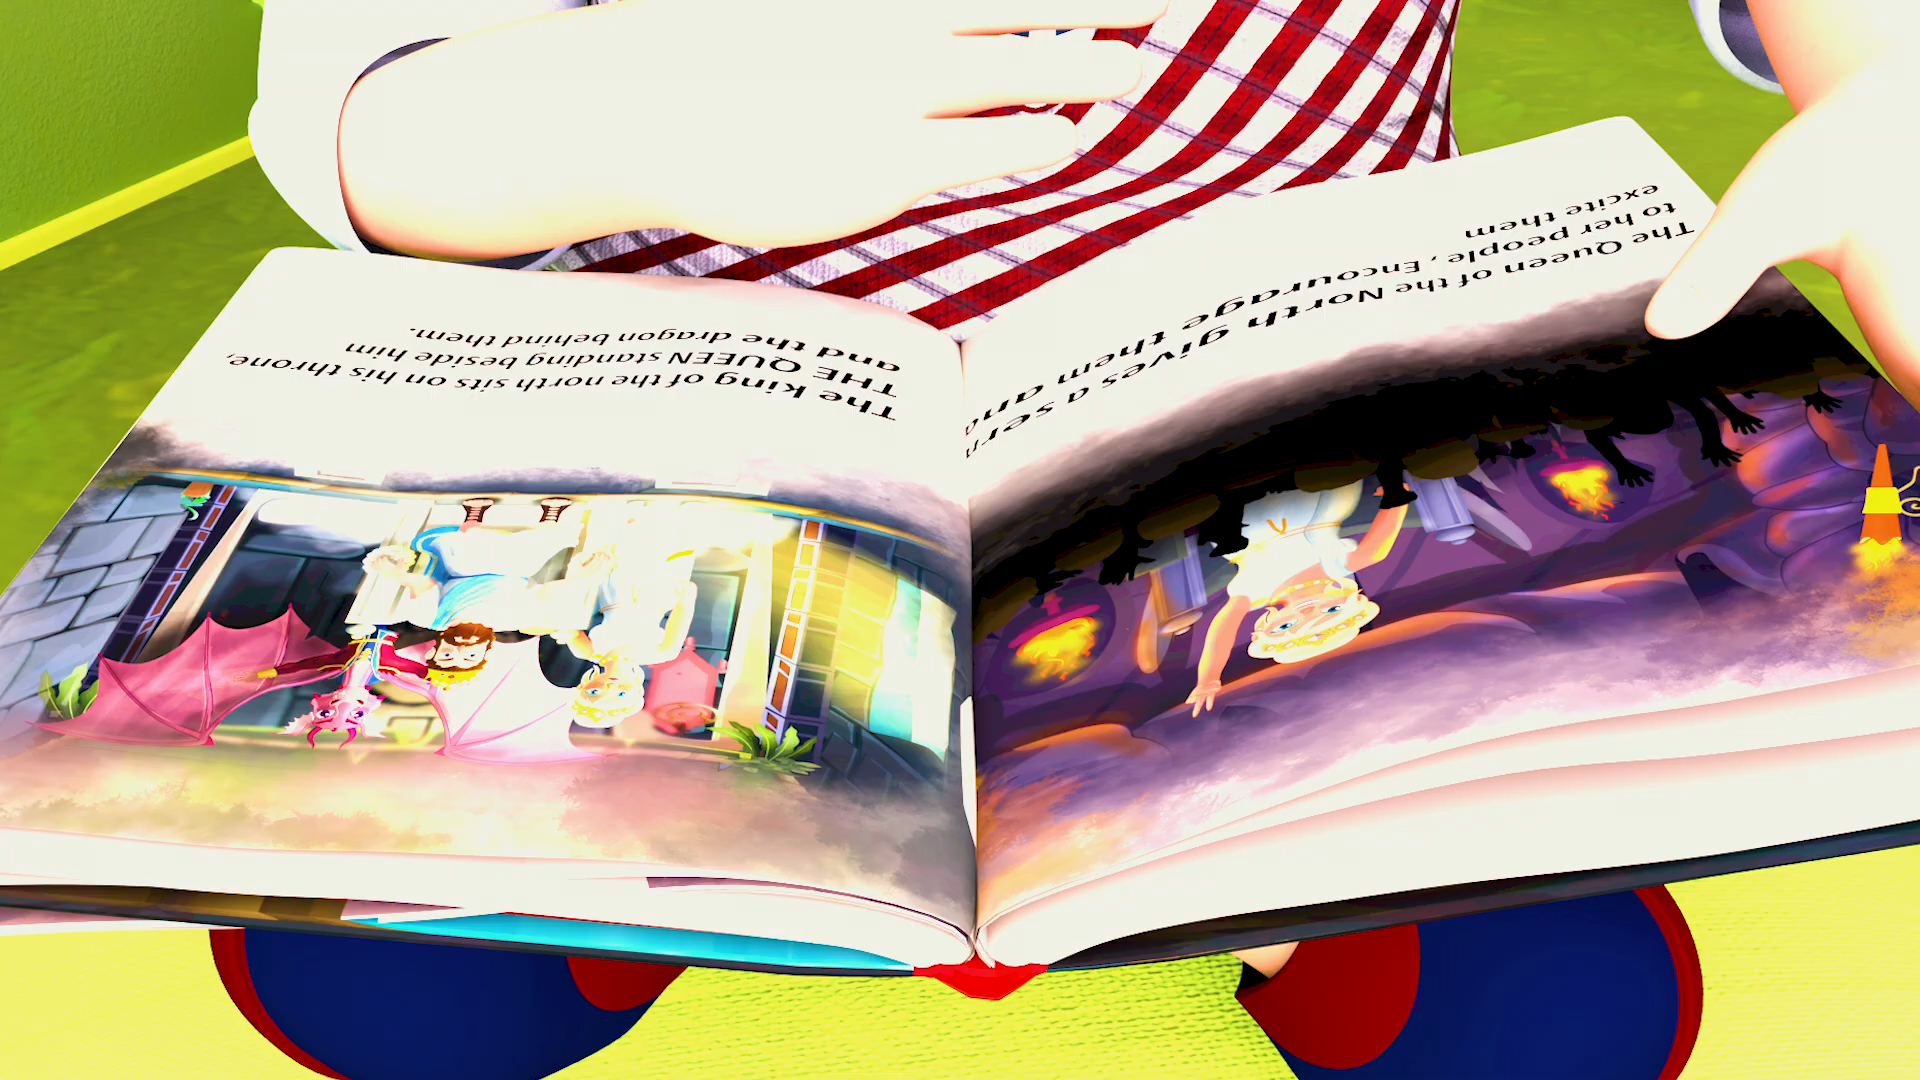 The king of the north sits on his throne,
THE QUEEN standing beside him
and the dragon behind them.
The Queen of the North gives a
to her people , Encourage them and
excite them